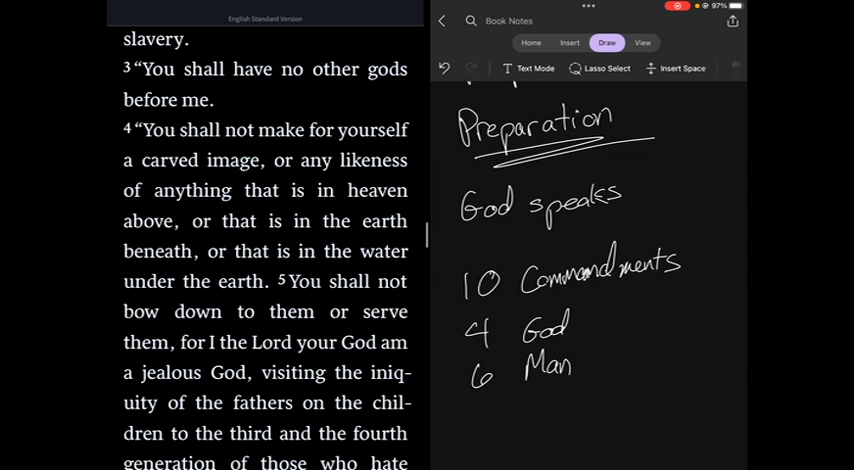 English Standard Version
slavery.
3 “You shall have no other gods
before me.
4 “You shall not make for yourself
a carved image, or any likeness
of anything that is in heaven
above, or that is in the earth
beneath, or that is in the water
under the earth. 5 You shall not
bow down to them or serve
them, for I the Lord your God am
a jealous God, visiting the iniq-
uity of the fathers on the chil-
dren to the third and the fourth
generation of those who hate
97%
Book Notes
Home Insert Draw View
Text Mode Lasso Select Insert Space
Preparation
God speaks
10 Commandments
4 God
6 Man